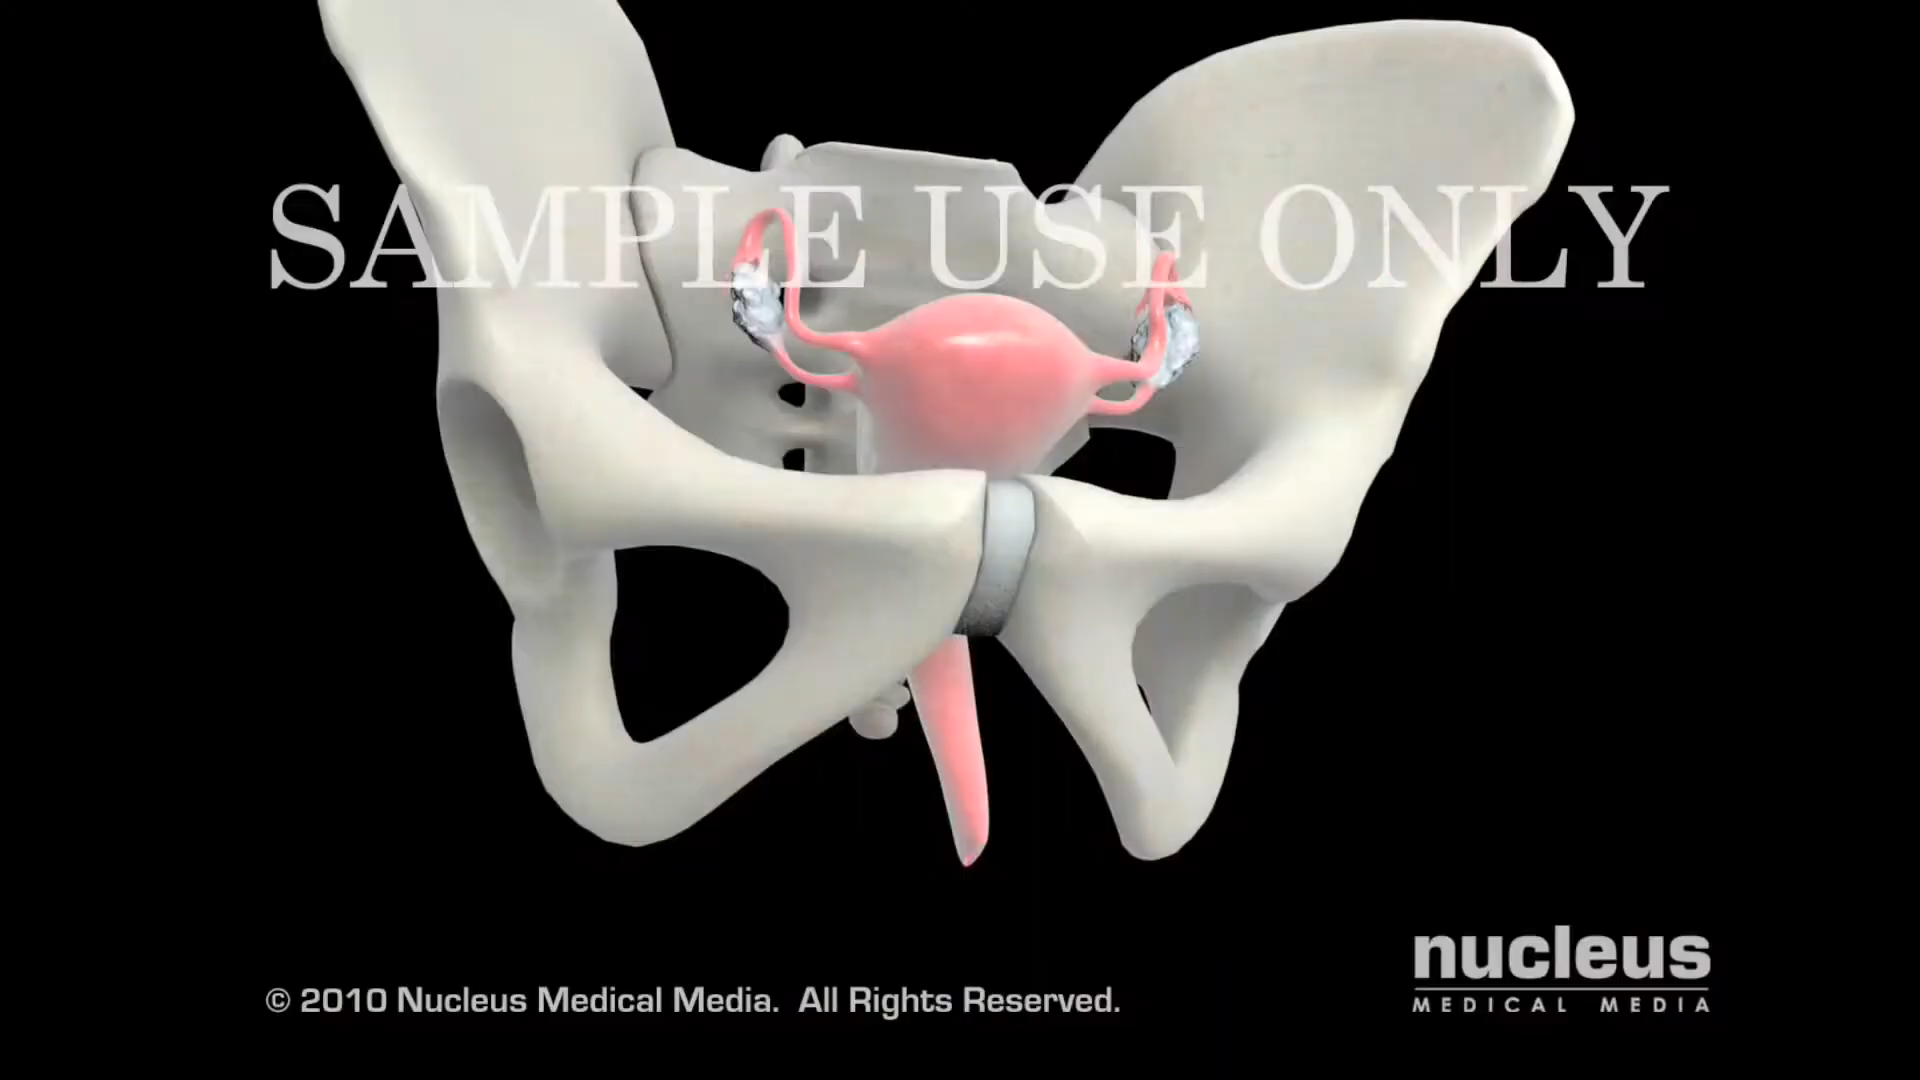 SAMPLE USE ONLY
nucleus
MEDICAL MEDIA
© 2010 Nucleus Medical Media. All Rights Reserved.